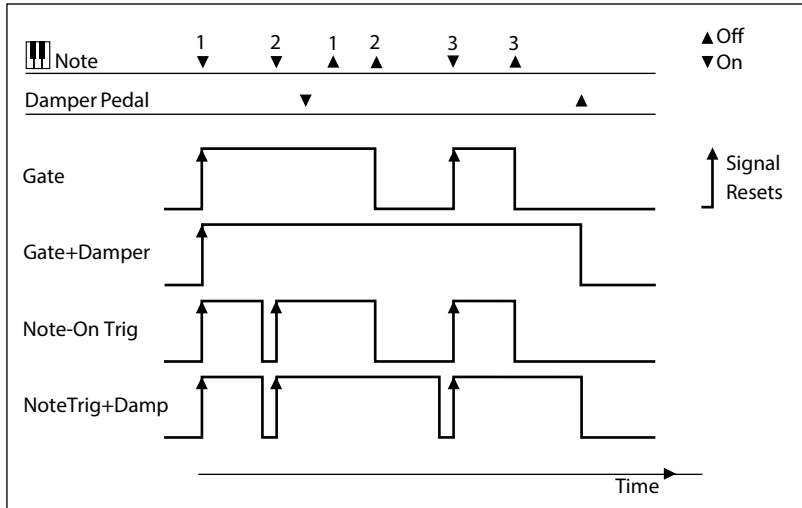 1 2 1 2 3 3
Off
Note
On
Damper Pedal
Gate
Signal
Resets
Gate+Damper
Note-On Trig
NoteTrig+Damp
Time